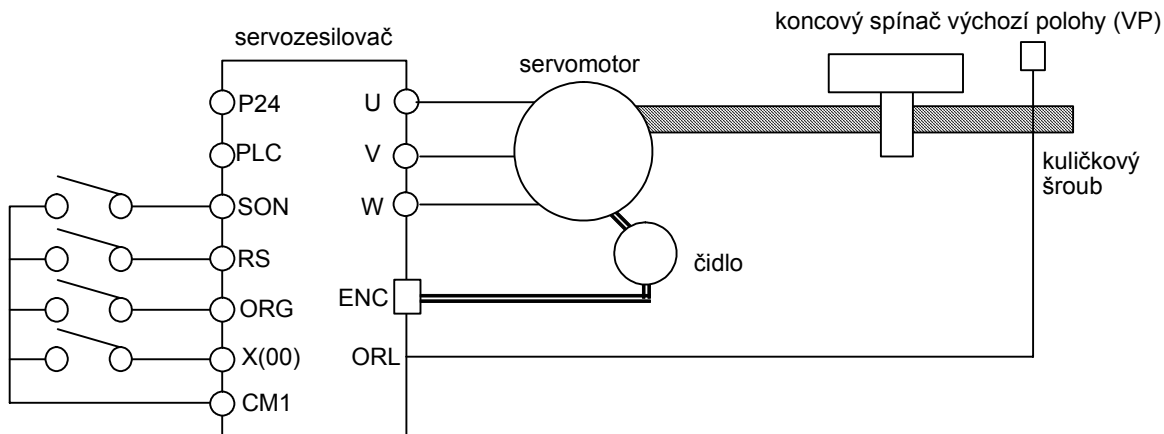 koncový spínač výchozí polohy (VP)
servozesilovač
servomotor
P24
U
PLC
V
kuličkový
šroub
SON
W
RS
čidlo
ENC
ORG
X(00)
ORL
CM1